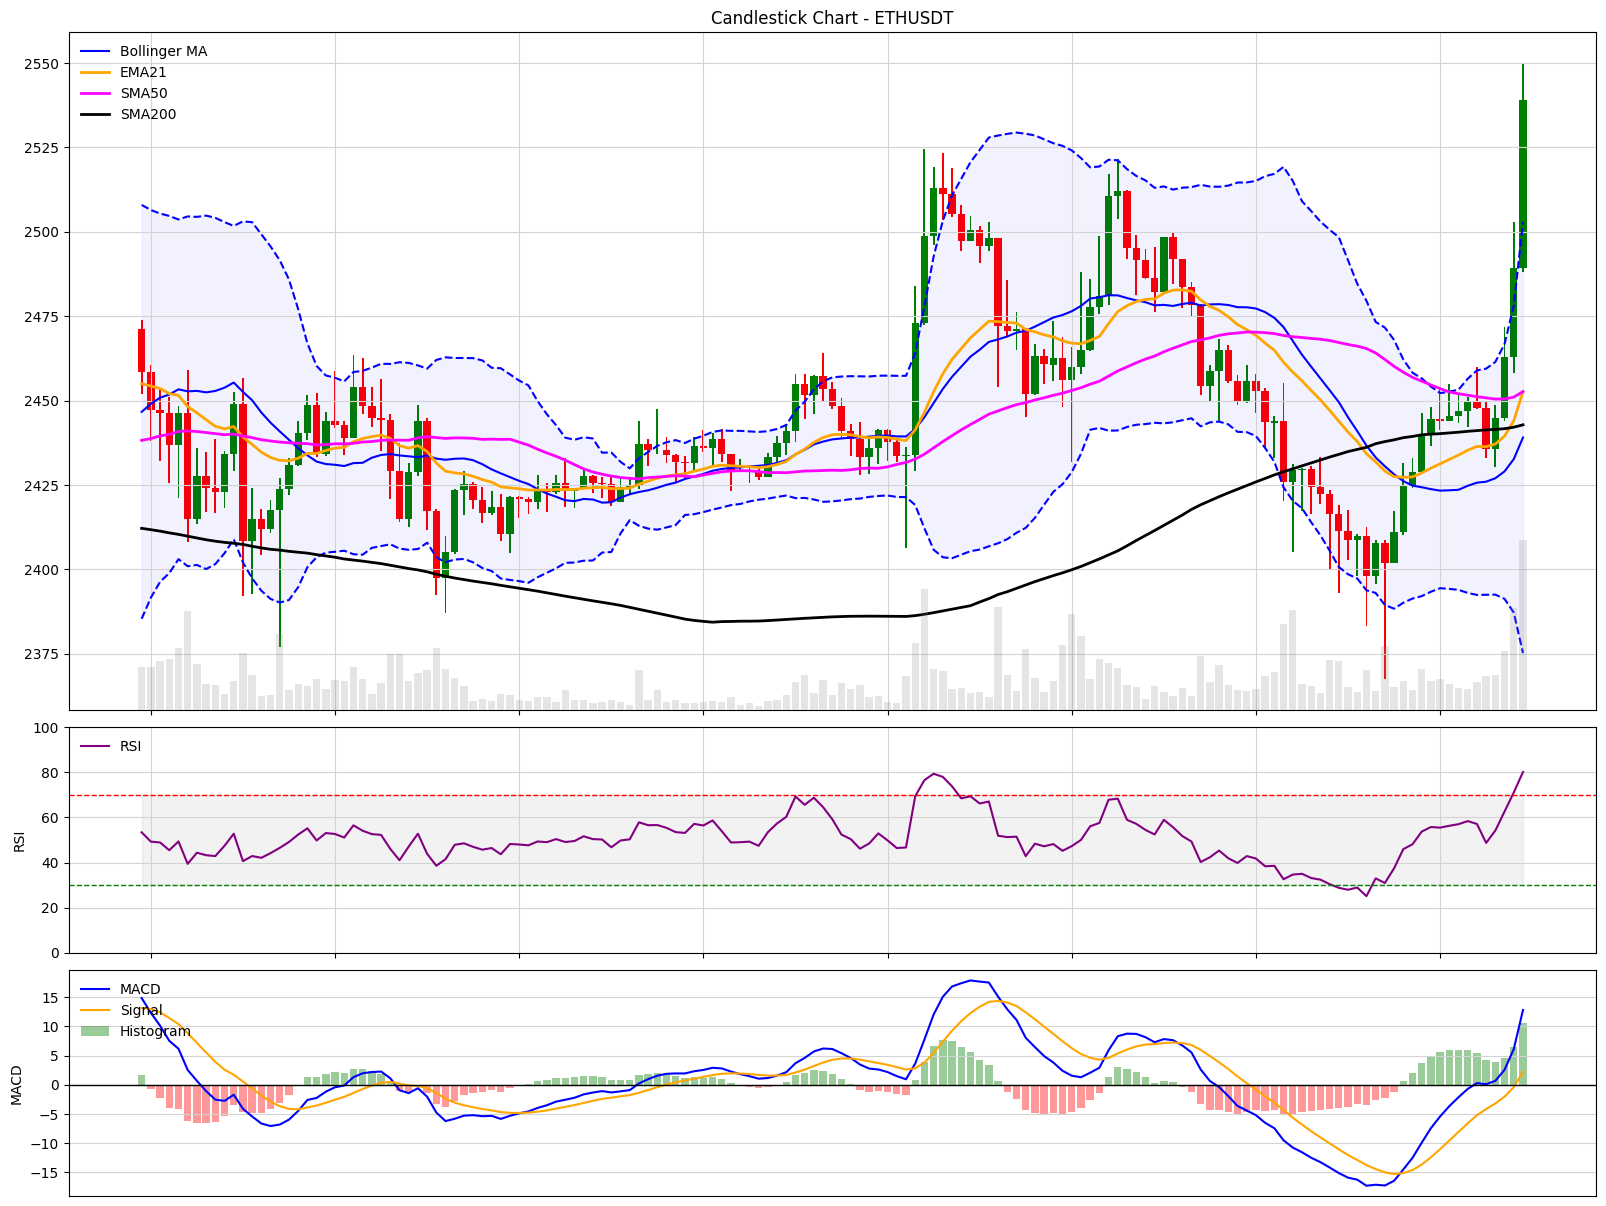 Candlestick Chart - ETHUSDT
Bollinger MA
EMA21
SMA50
SMA200
2550
2525
2500
2475
2450
2425
2400
2375
RSI
100
80
60
40
20
0
RSI
MACD
Signal
Histogram
15
10
5
0
−5
−10
−15
MACD